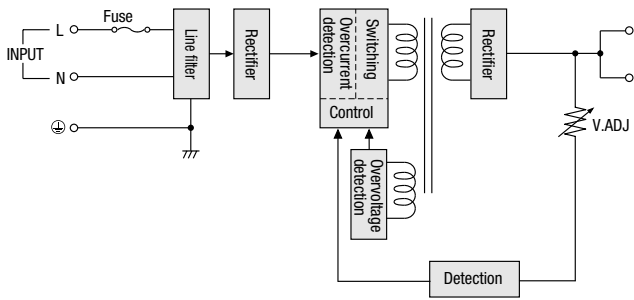 Fuse
L
INPUT
N
Line filter
Rectifier
Overcurrent
detection
Switching
Control
Overvoltage
detection
Rectifier
V.ADJ
Detection